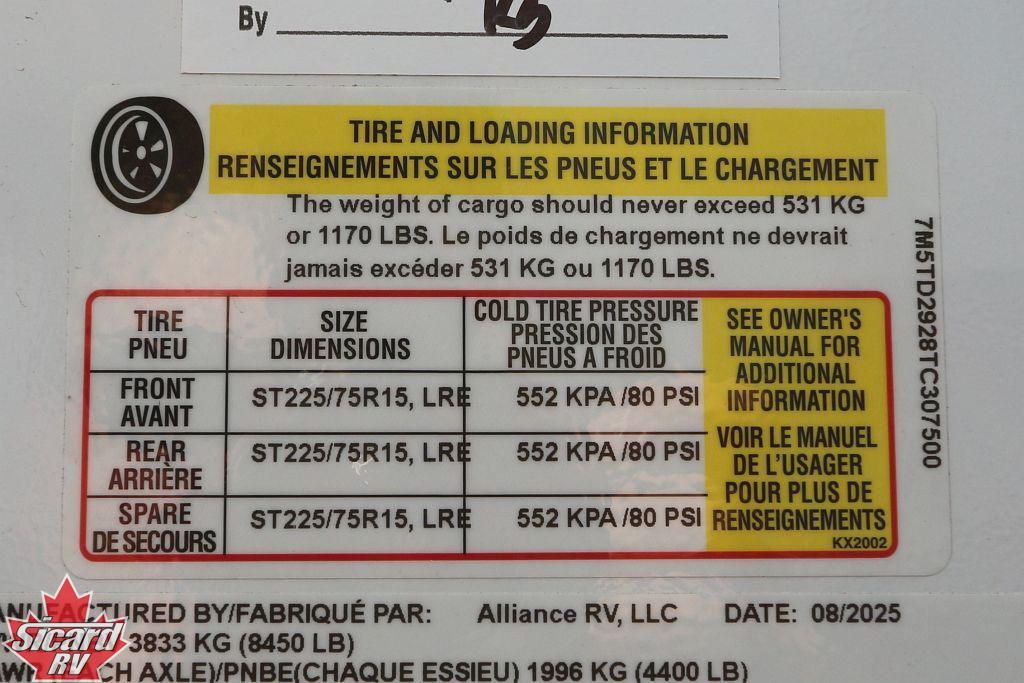 By
TIRE AND LOADING INFORMATION
RENSEIGNEMENTS SUR LES PNEUS ET LE CHARGEMENT
The weight of cargo should never exceed 531 KG
or 1170 LBS. Le poids de chargement ne devrait
jamais excéder 531 KG ou 1170 LBS.
TIRE
PNEU
SIZE
DIMENSIONS
COLD TIRE PRESSURE
PRESSION DES
PNEUS A FROID
FRONT
AVANT
ST225/75R15, LRE
552 KPA /80 PSI
REAR
ARRIÈRE
ST225/75R15, LRE
552 KPA /80 PSI
SPARE
DE SECOURS
ST225/75R15, LRE
552 KPA /80 PSI
SEE OWNER'S
MANUAL FOR
ADDITIONAL
INFORMATION
VOIR LE MANUEL
DE L'USAGER
POUR PLUS DE
RENSEIGNEMENTS
KX2002
7M5TD2928TC307500
BY/FABRIQUÉ PAR: Alliance RV, LLC DATE: 08/2025
3833 KG (8450 LB)
AXLE)/PNBE(CHAQUE ESSIEU) 1996 KG (4400 LB)
Sicard
RV